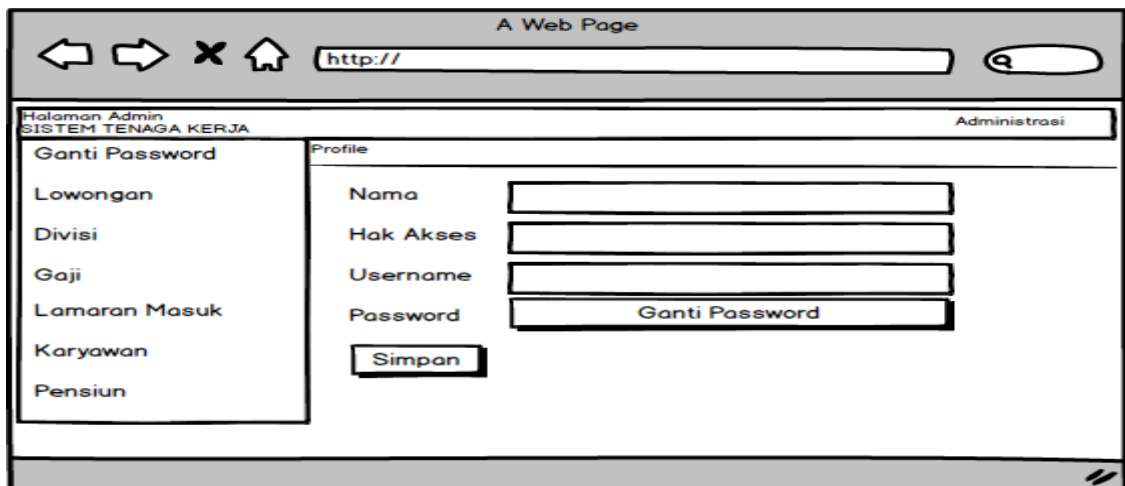 A Web Page
http://
Halaman Admin
SISTEM TENAGA KERJA
Administrasi
Ganti Password
Lowongan
Divisi
Gaji
Lamaran Masuk
Karyawan
Pensiun
Profile
Nama
Hak Akses
Username
Password
Ganti Password
Simpan